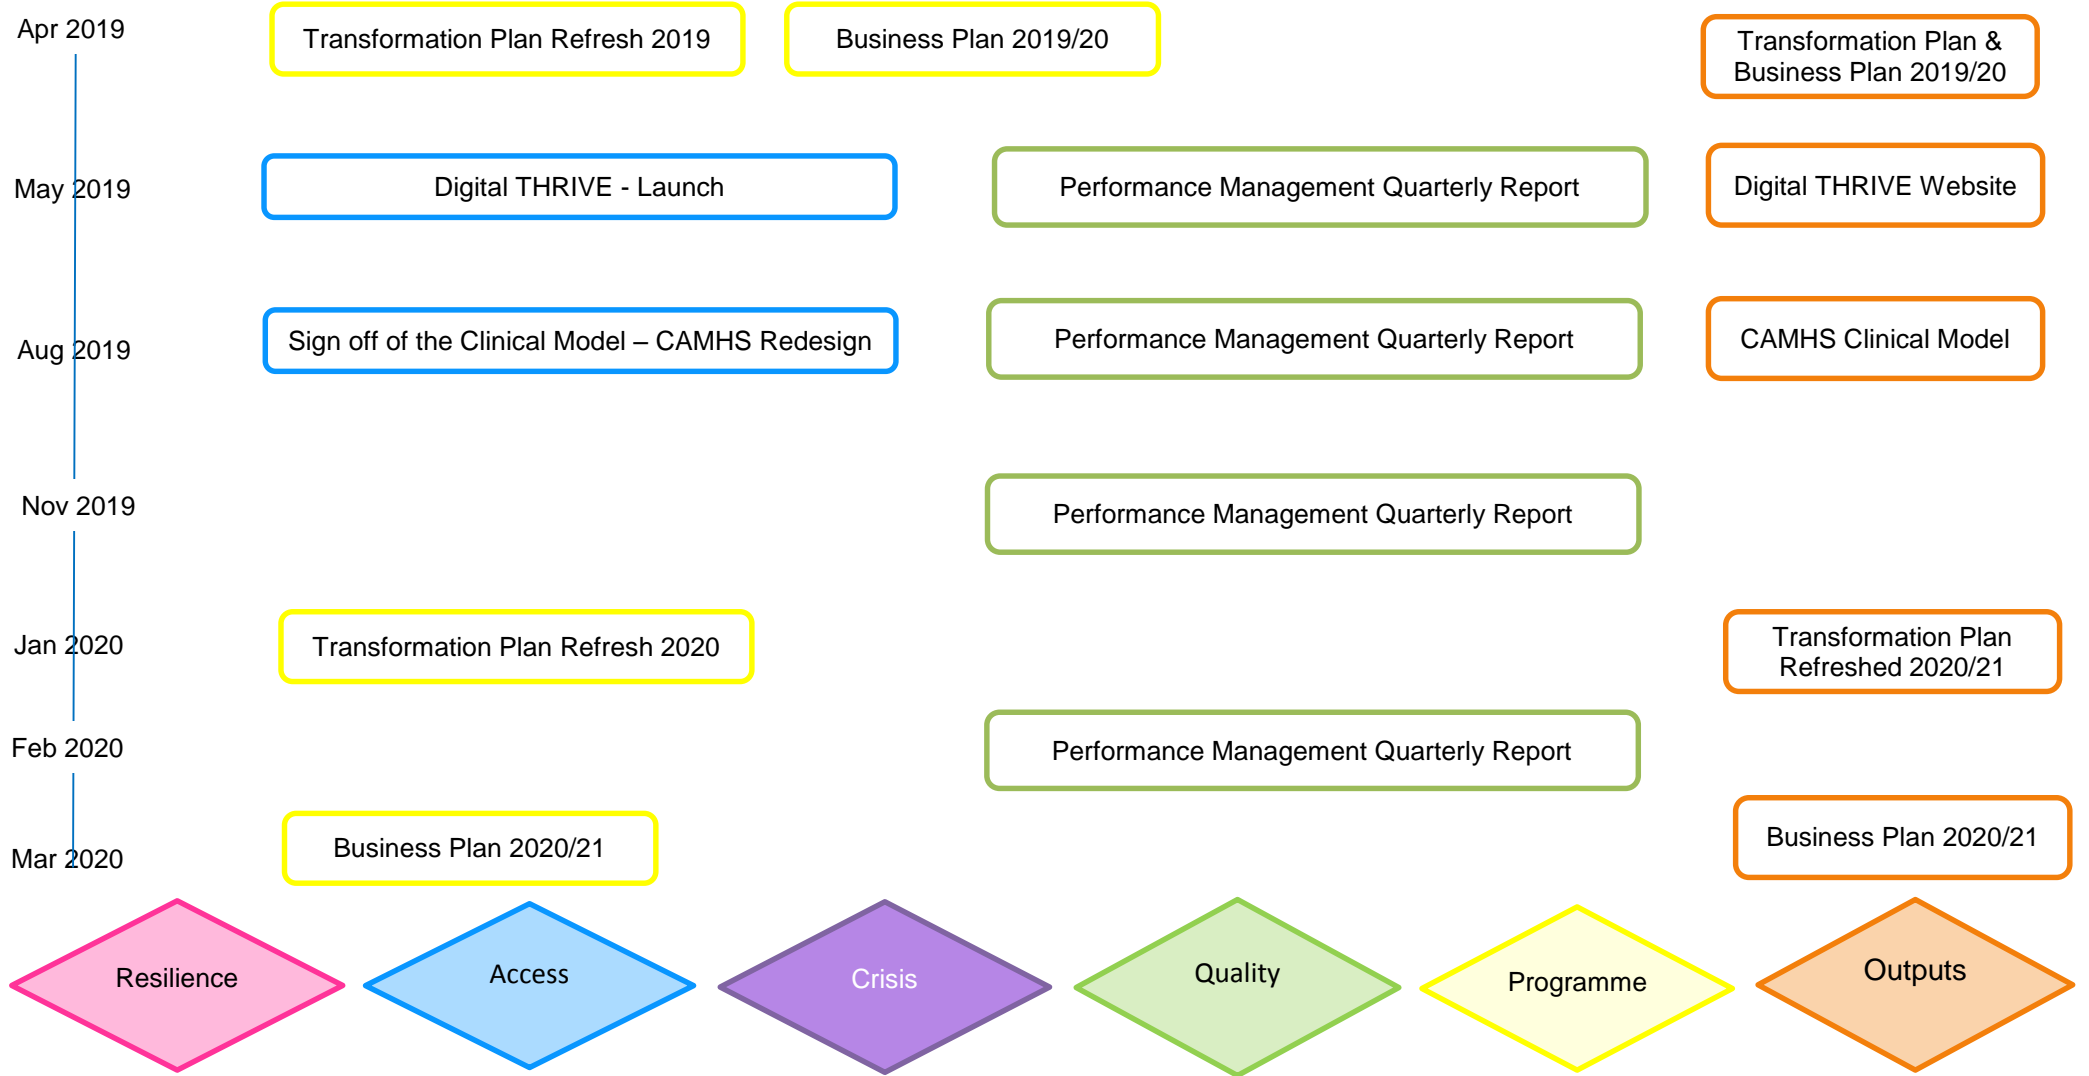 Apr 2019
Transformation Plan Refresh 2019
Business Plan 2019/20
Transformation Plan &
Business Plan 2019/20
May 2019
Digital THRIVE - Launch
Performance Management Quarterly Report
Digital THRIVE Website
Aug 2019
Sign off of the Clinical Model – CAMHS Redesign
Performance Management Quarterly Report
CAMHS Clinical Model
Nov 2019
Performance Management Quarterly Report
Jan 2020
Transformation Plan Refresh 2020
Transformation Plan
Refreshed 2020/21
Feb 2020
Performance Management Quarterly Report
Mar 2020
Business Plan 2020/21
Business Plan 2020/21
Resilience
Access
Crisis
Quality
Programme
Outputs